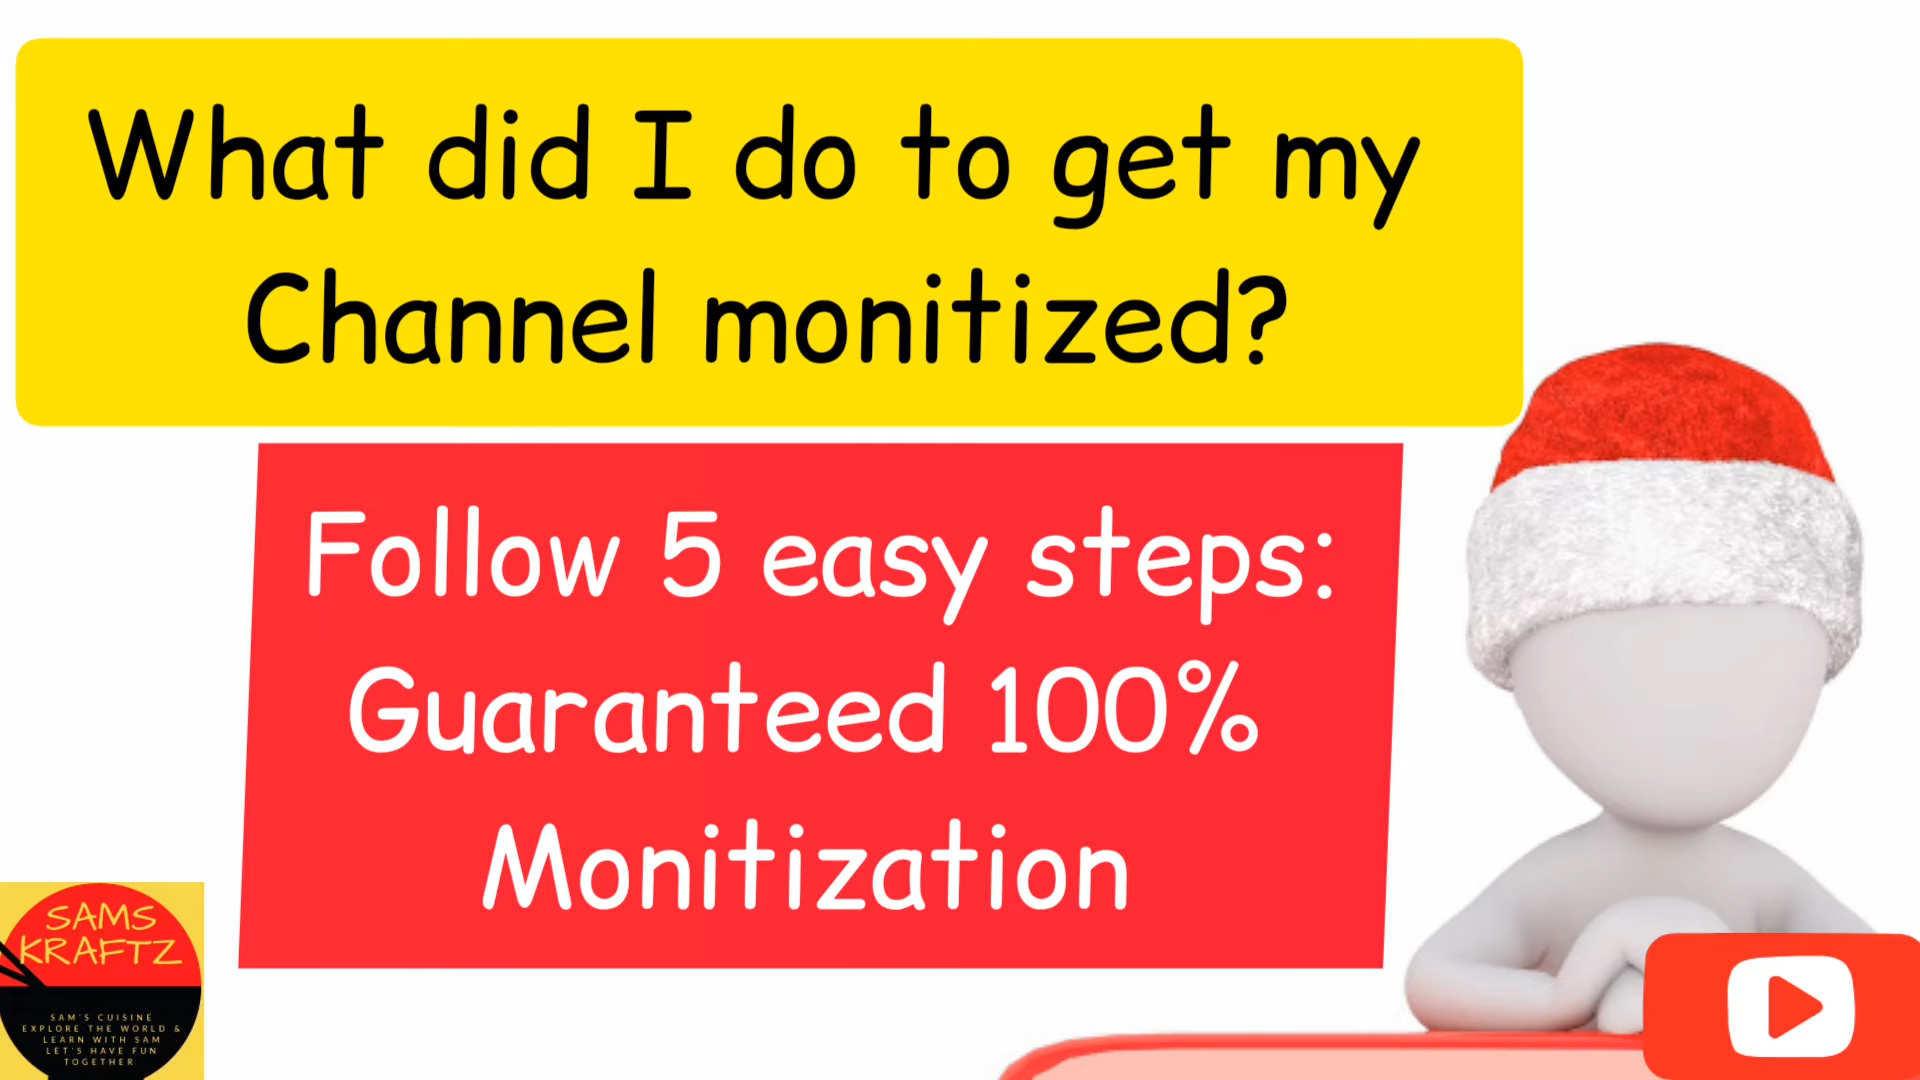 What did I do to get my
Channel monitized?
Follow 5 easy steps:
Guaranteed 100%
Monitization
SAMS
KRAFTZ
SAM'S CUISINE
EXPLORE THE WORLD &
LEARN WITH SAM
LET'S HAVE FUN
TOGETHER